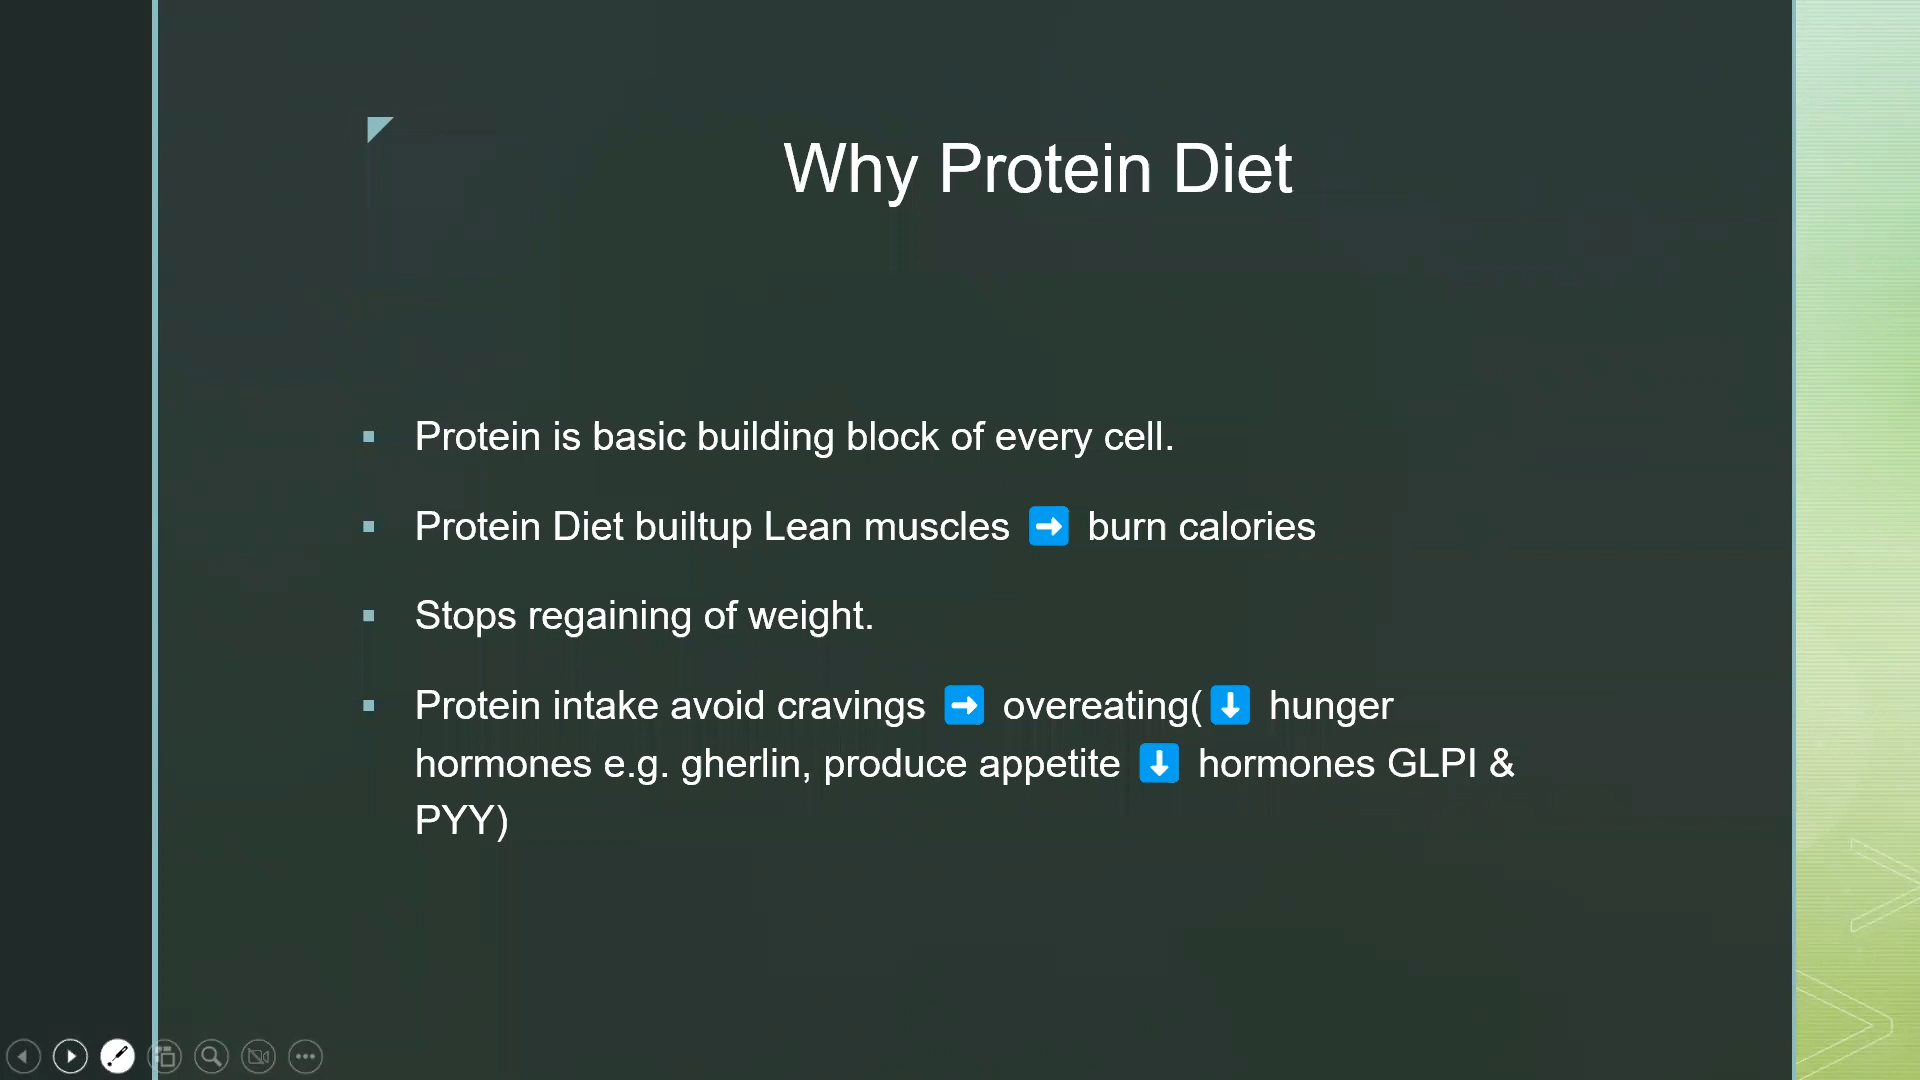 Why Protein Diet
▪ Protein is basic building block of every cell.
▪ Protein Diet builtup Lean muscles ➡️ burn calories
▪ Stops regaining of weight.
▪ Protein intake avoid cravings ➡️ overeating(⬇️ hunger
hormones e.g. gherlin, produce appetite ⬇️ hormones GLPI &
PYY)